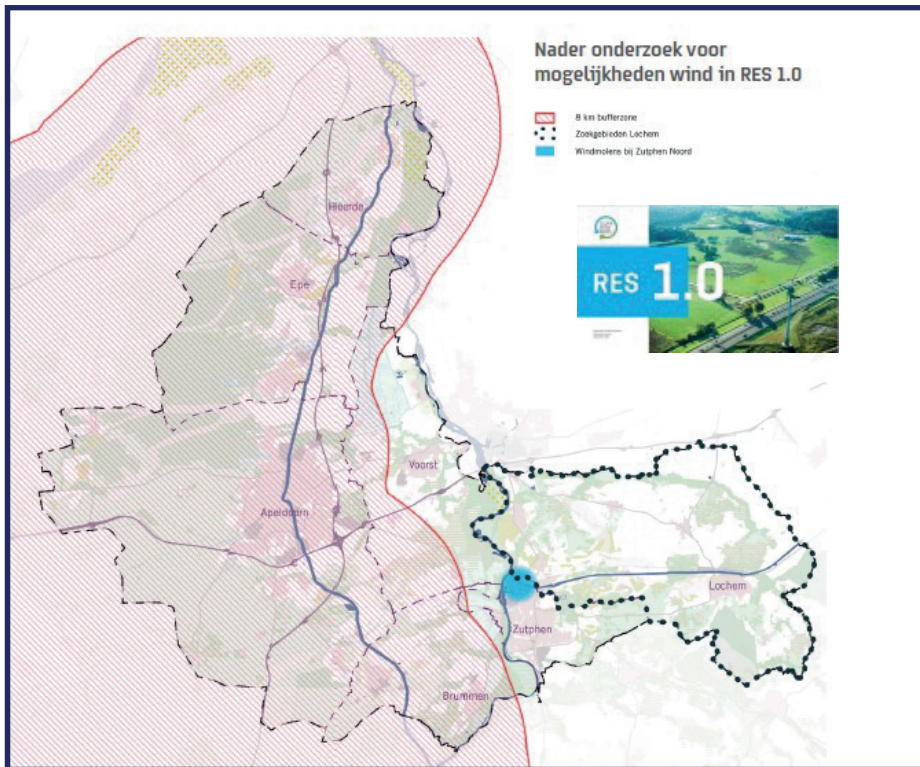 Nader onderzoek voor
mogelijkheden wind in RES 1.0
8 km bufferzone
Zoekgebieden Lochem
Windmolens bij Zutphen Noord
RES 1.0
Heerde
Epe
Voorst
Apeldoorn
Lochem
Zutphen
Brummen